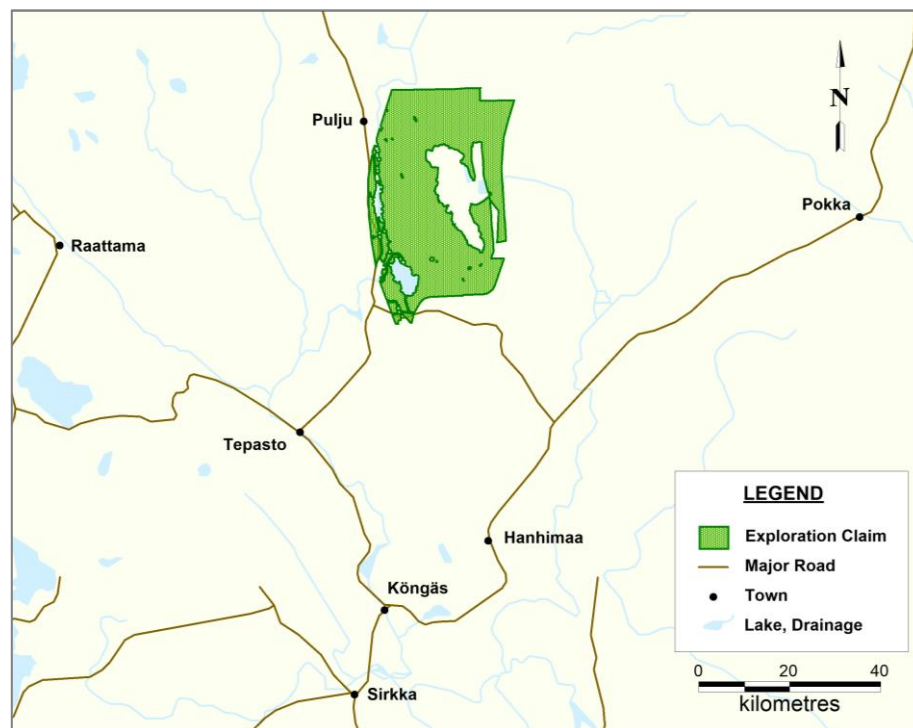 Pulju
N
Pokka
Raattama
Tepasto
Hanhimaa
Köngäs
Sirkka
LEGEND
Exploration Claim
Major Road
Town
Lake, Drainage
0 20 40
kilometres